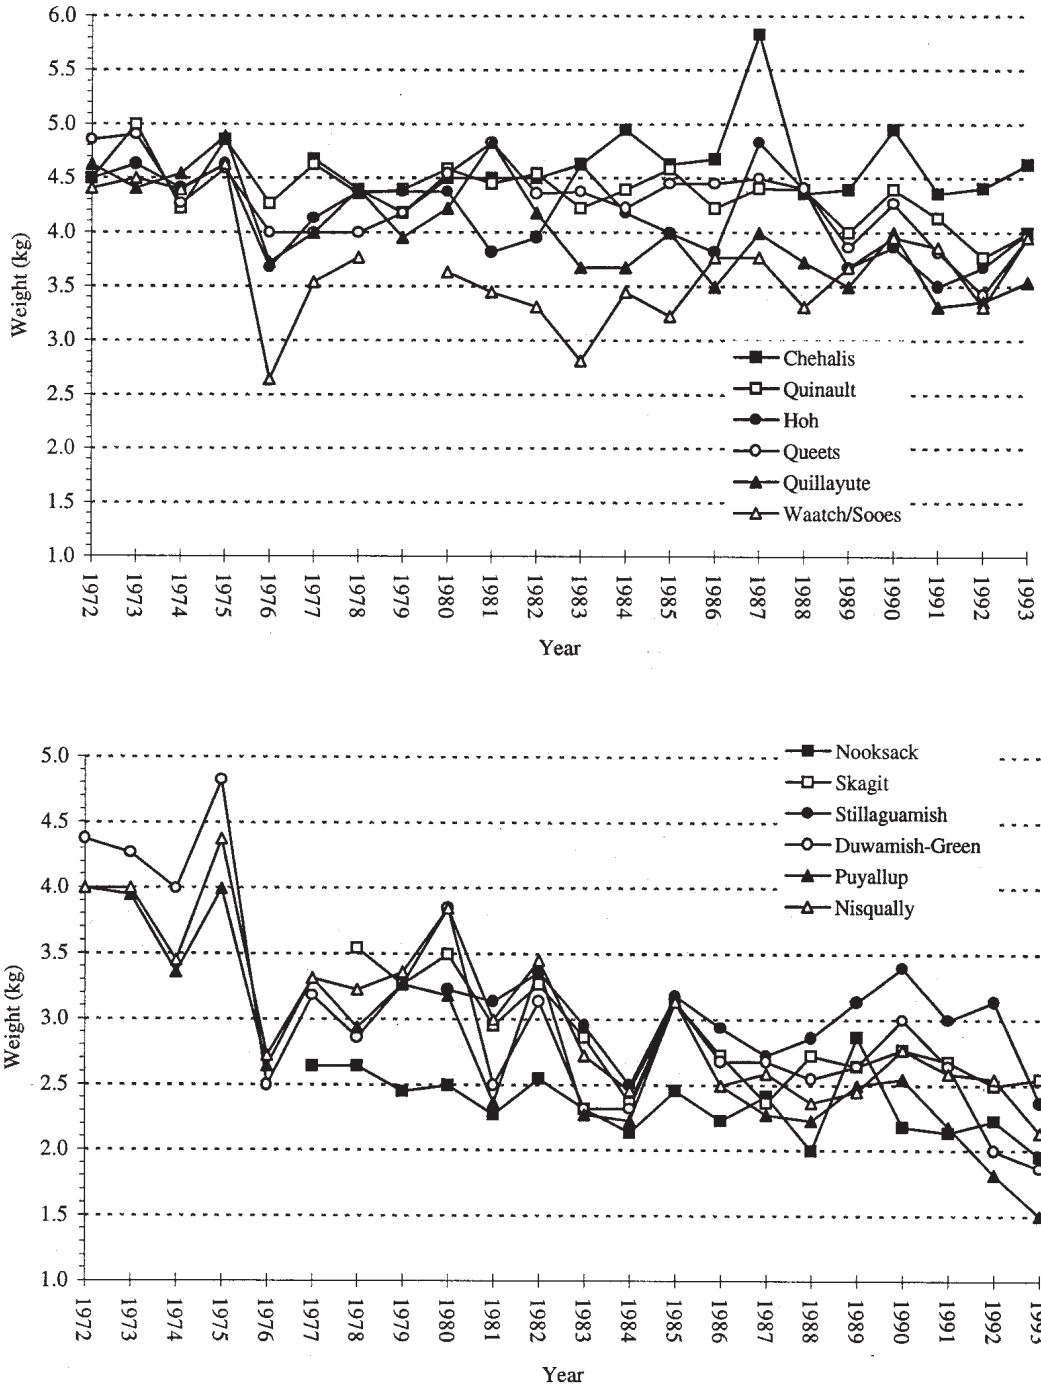 6.0
5.5
5.0
4.5
4.0
3.5
3.0
2.5
2.0
1.5
1.0
Weight (kg)
Chehalis
Quinault
Hoh
Queets
Quillayute
Waatch/Sooes
1972 1973 1974 1975 1976 1977 1978 1979 1980 1981 1982 1983 1984 1985 1986 1987 1988 1989 1990 1991 1992 1993
Year
5.0
4.5
4.0
3.5
3.0
2.5
2.0
1.5
1.0
Weight (kg)
Nooksack
Skagit
Stillaguamish
Duwamish-Green
Puyallup
Nisqually
1972 1973 1974 1975 1976 1977 1978 1979 1980 1981 1982 1983 1984 1985 1986 1987 1988 1989 1990 1991 1992 1993
Year